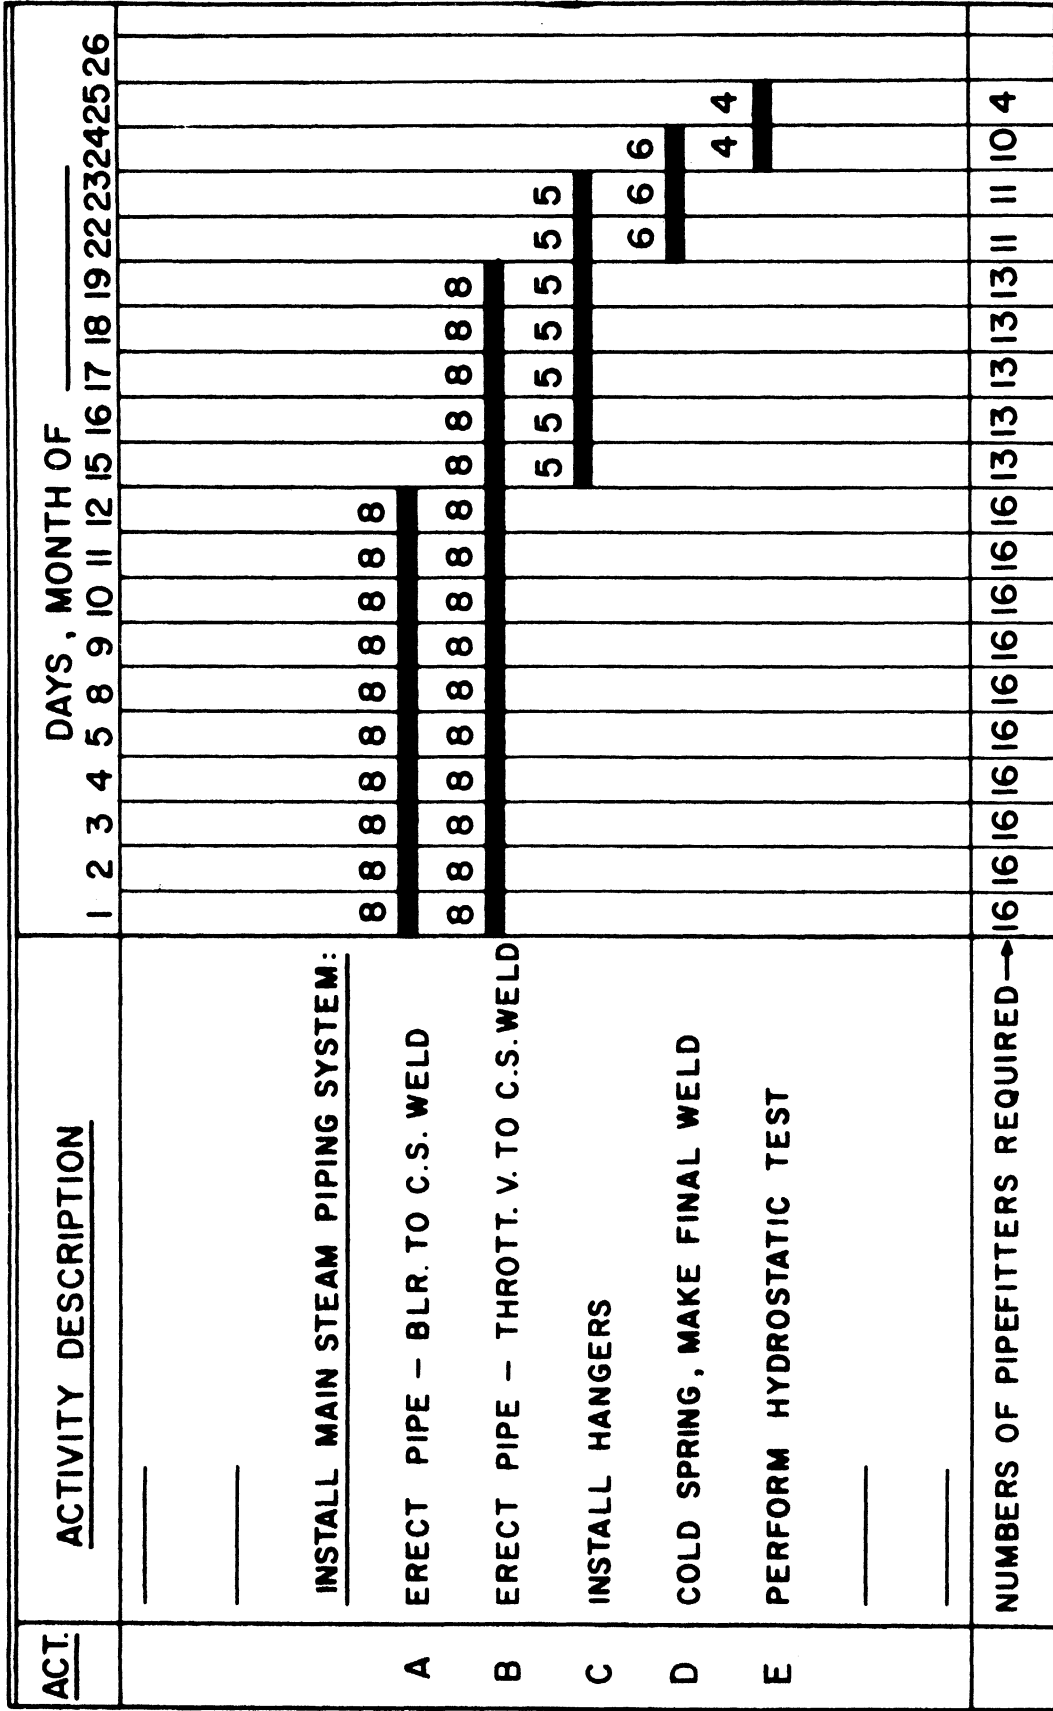 ACT.
ACTIVITY DESCRIPTION
DAYS, MONTH OF
1 2 3 4 5 8 9 10 11 12 15 16 17 18 19 22 23 24 25 26
INSTALL MAIN STEAM PIPING SYSTEM:
8 8 8 8 8 8 8 8 8 8
A ERECT PIPE – BLR. TO C.S. WELD
8 8 8 8 8 8 8 8 8 8 8 8 8 8 8
B ERECT PIPE – THROTT. V. TO C.S. WELD
5 5 5 5 5 5 5
C INSTALL HANGERS
6 6 6
D COLD SPRING, MAKE FINAL WELD
4 4
E PERFORM HYDROSTATIC TEST
NUMBERS OF PIPEFITTERS REQUIRED→ 16 16 16 16 16 16 16 16 16 16 13 13 13 13 13 11 11 10 4